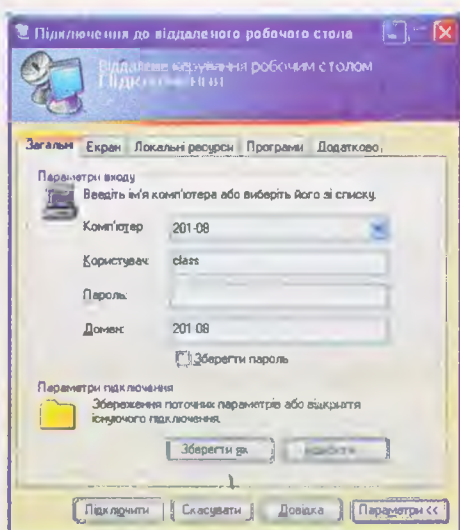 Підключення до віддаленого робочого стола
Віддалене керування робочим столом
Підключення
Загальні Екран Локальні ресурси Програми Додатково
Параметри входу
Введіть ім'я комп'ютера або виберіть його зі списку.
Комп'ютер 201-08
Користувач: class
Пароль:
Домен: 201-08
Зберегти пароль
Параметри підключення
Збереження поточних параметрів або відкриття
існуючого підключення.
Зберегти як
Підключити Скасувати Довідка Параметри <<